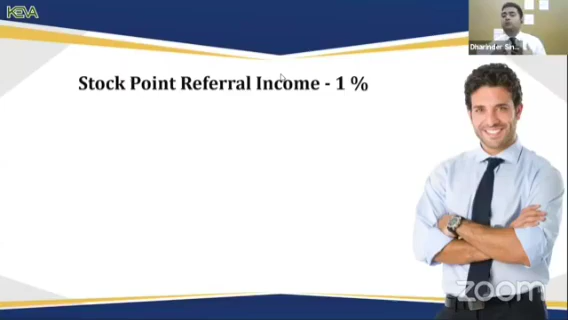 KEVA
Dharinder Sin...
Stock Point Referral Income - 1 %
zoom